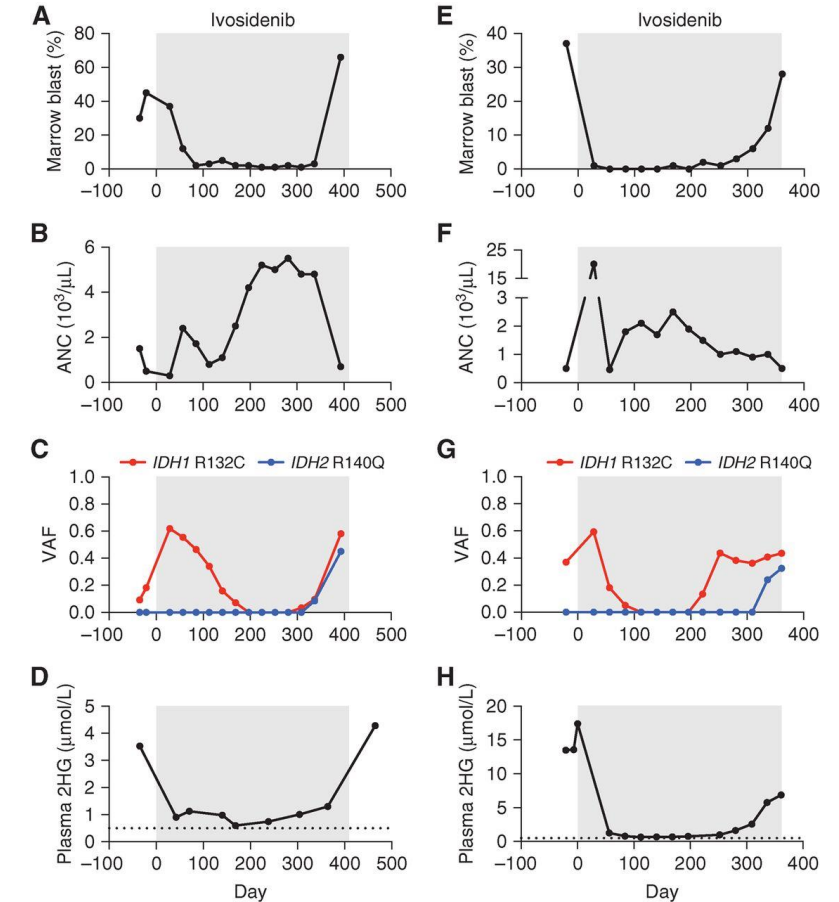 A
Ivosidenib
Marrow blast (%)
80
60
40
20
0
–100 0 100 200 300 400 500
B
ANC (10³/μL)
6
4
2
0
–100 0 100 200 300 400 500
C
IDH1 R132C IDH2 R140Q
VAF
1.0
0.8
0.6
0.4
0.2
0.0
–100 0 100 200 300 400 500
D
Plasma 2HG (μmol/L)
5
4
3
2
1
0
–100 0 100 200 300 400 500
Day
E
Ivosidenib
Marrow blast (%)
40
30
20
10
0
–100 0 100 200 300 400
F
ANC (10³/μL)
25
15
3
2
1
0
–100 0 100 200 300 400
G
IDH1 R132C IDH2 R140Q
VAF
1.0
0.8
0.6
0.4
0.2
0.0
–100 0 100 200 300 400
H
Plasma 2HG (μmol/L)
20
15
10
5
0
–100 0 100 200 300 400
Day